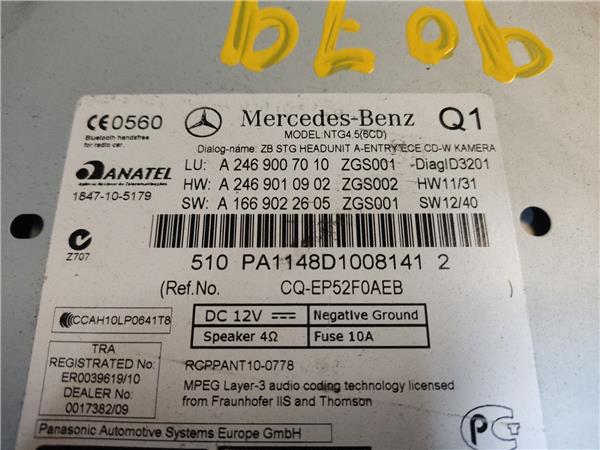 CE0560
Bluetooth handsfree
for radio car.
Mercedes-Benz
Q1
MODEL:NTG4.5(6CD)
Dialog-name: ZB STG HEADUNIT A-ENTRY ECE.CD-W KAMERA
LU: A 246 900 70 10 ZGS001 -DiagID3201
HW: A 246 901 09 02 ZGS002 HW11/31
SW: A 166 902 26 05 ZGS001 SW12/40
ANATEL
1847-10-5179
Z707
510 PA1148D1008141 2
(Ref.No. CQ-EP52F0AEB)
CCAH10LP0641T8
DC 12V Negative Ground
Speaker 4Ω Fuse 10A
TRA
REGISTERED No:
ER0039619/10
DEALER No:
0017382/09
RCPPANT10-0778
MPEG Layer-3 audio coding technology licensed
from Fraunhofer IIS and Thomson
Panasonic Automotive Systems Europe GmbH